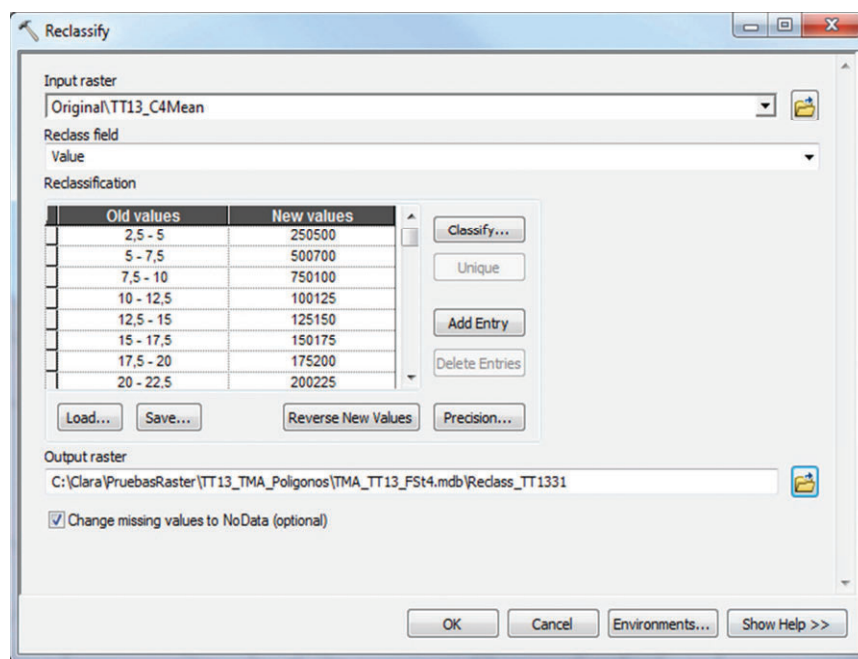 Reclassify
Input raster
Original\TT13_C4Mean
Reclass field
Value
Reclassification
Old values New values
2,5 - 5 250500
5 - 7,5 500700
7,5 - 10 750100
10 - 12,5 100125
12,5 - 15 125150
15 - 17,5 150175
17,5 - 20 175200
20 - 22,5 200225
Classify...
Unique
Add Entry
Delete Entries
Load... Save... Reverse New Values Precision...
Output raster
C:\Clara\PruebasRaster\TT13_TMA_Poligonos\TMA_TT13_FSt4.mdb\Reclass_TT1331
Change missing values to NoData (optional)
OK Cancel Environments... Show Help >>